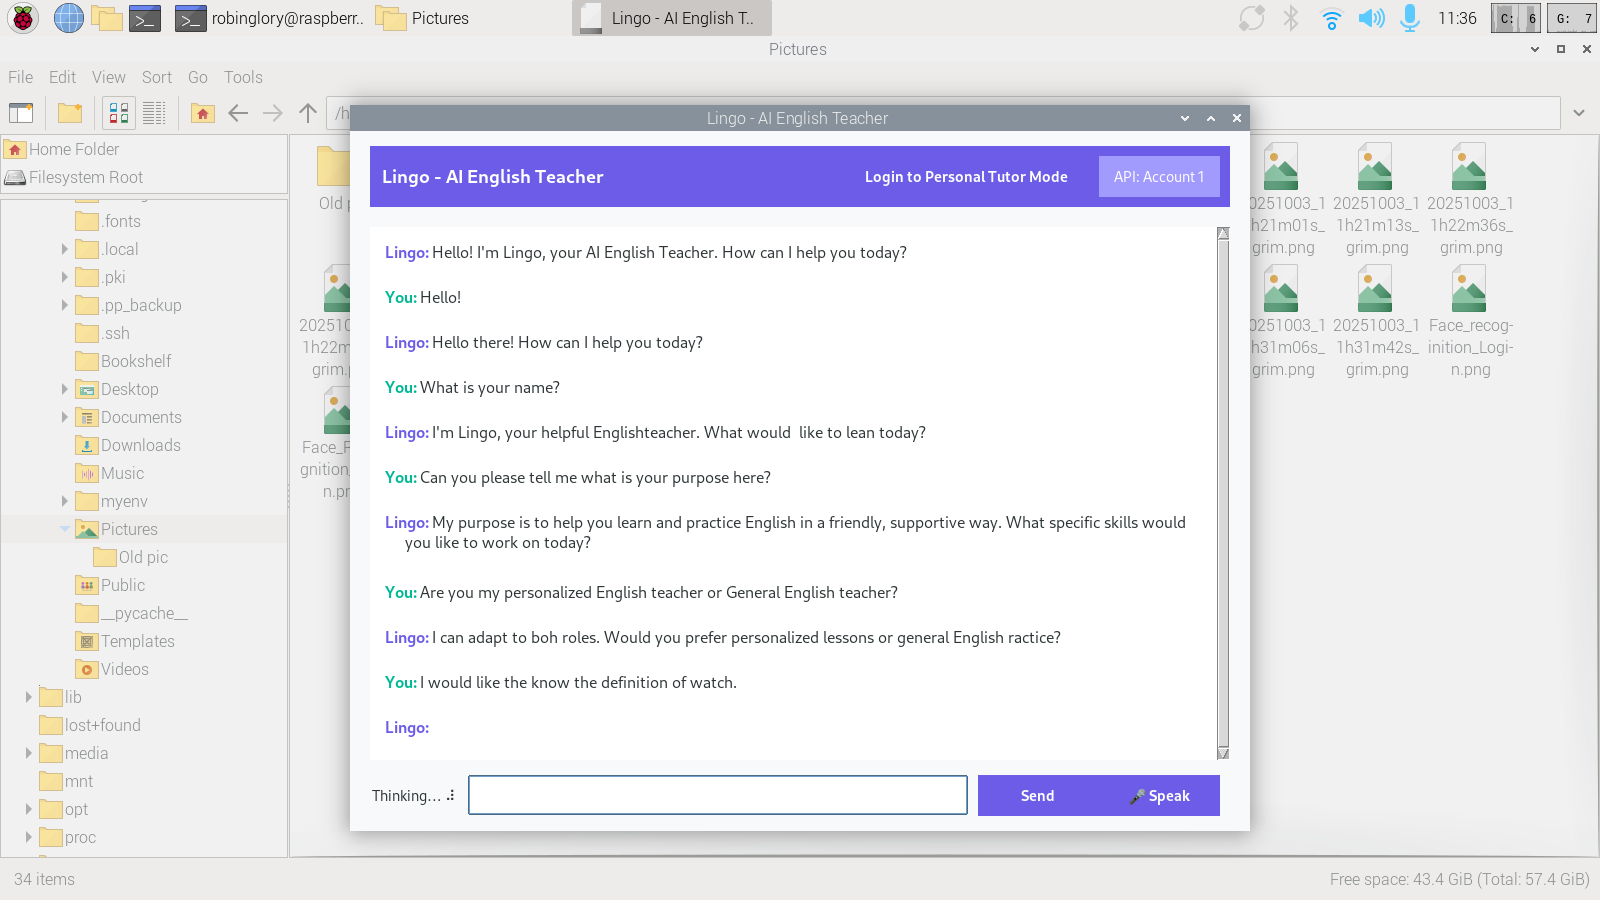 robinglory@raspberr..
Pictures
Lingo - AI English T..
11:36
C: 6
G: 7
Pictures
File Edit View Sort Go Tools
/h
Lingo - AI English Teacher
Home Folder
Filesystem Root
.fonts
.local
.pki
.pp_backup
.ssh
Bookshelf
Desktop
Documents
Downloads
Music
myenv
Pictures
Old pic
Public
__pycache__
Templates
Videos
lib
lost+found
media
mnt
opt
proc
Old p
202510
1h22m
grim.
Face_R
gnition_
n.pn
Lingo - AI English Teacher
Login to Personal Tutor Mode
API: Account 1
Lingo: Hello! I'm Lingo, your AI English Teacher. How can I help you today?
You: Hello!
Lingo: Hello there! How can I help you today?
You: What is your name?
Lingo: I'm Lingo, your helpful Englishteacher. What would  like to lean today?
You: Can you please tell me what is your purpose here?
Lingo: My purpose is to help you learn and practice English in a friendly, supportive way. What specific skills would
you like to work on today?
You: Are you my personalized English teacher or General English teacher?
Lingo: I can adapt to boh roles. Would you prefer personalized lessons or general English ractice?
You: I would like the know the definition of watch.
Lingo:
Thinking...
Send
Speak
20251003_1
h21m01s_
grim.png
20251003_1
1h21m13s_
grim.png
20251003_1
1h22m36s_
grim.png
20251003_1
h31m06s_
grim.png
20251003_1
1h31m42s_
grim.png
Face_recog-
inition_Logi-
n.png
34 items
Free space: 43.4 GiB (Total: 57.4 GiB)